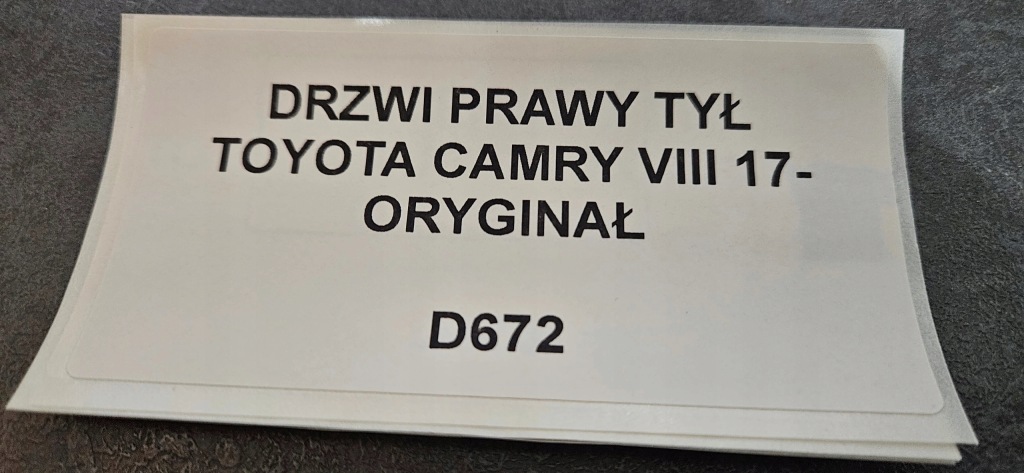 DRZWI PRAWY TYŁ
TOYOTA CAMRY VIII 17-
ORYGINAŁ
D672